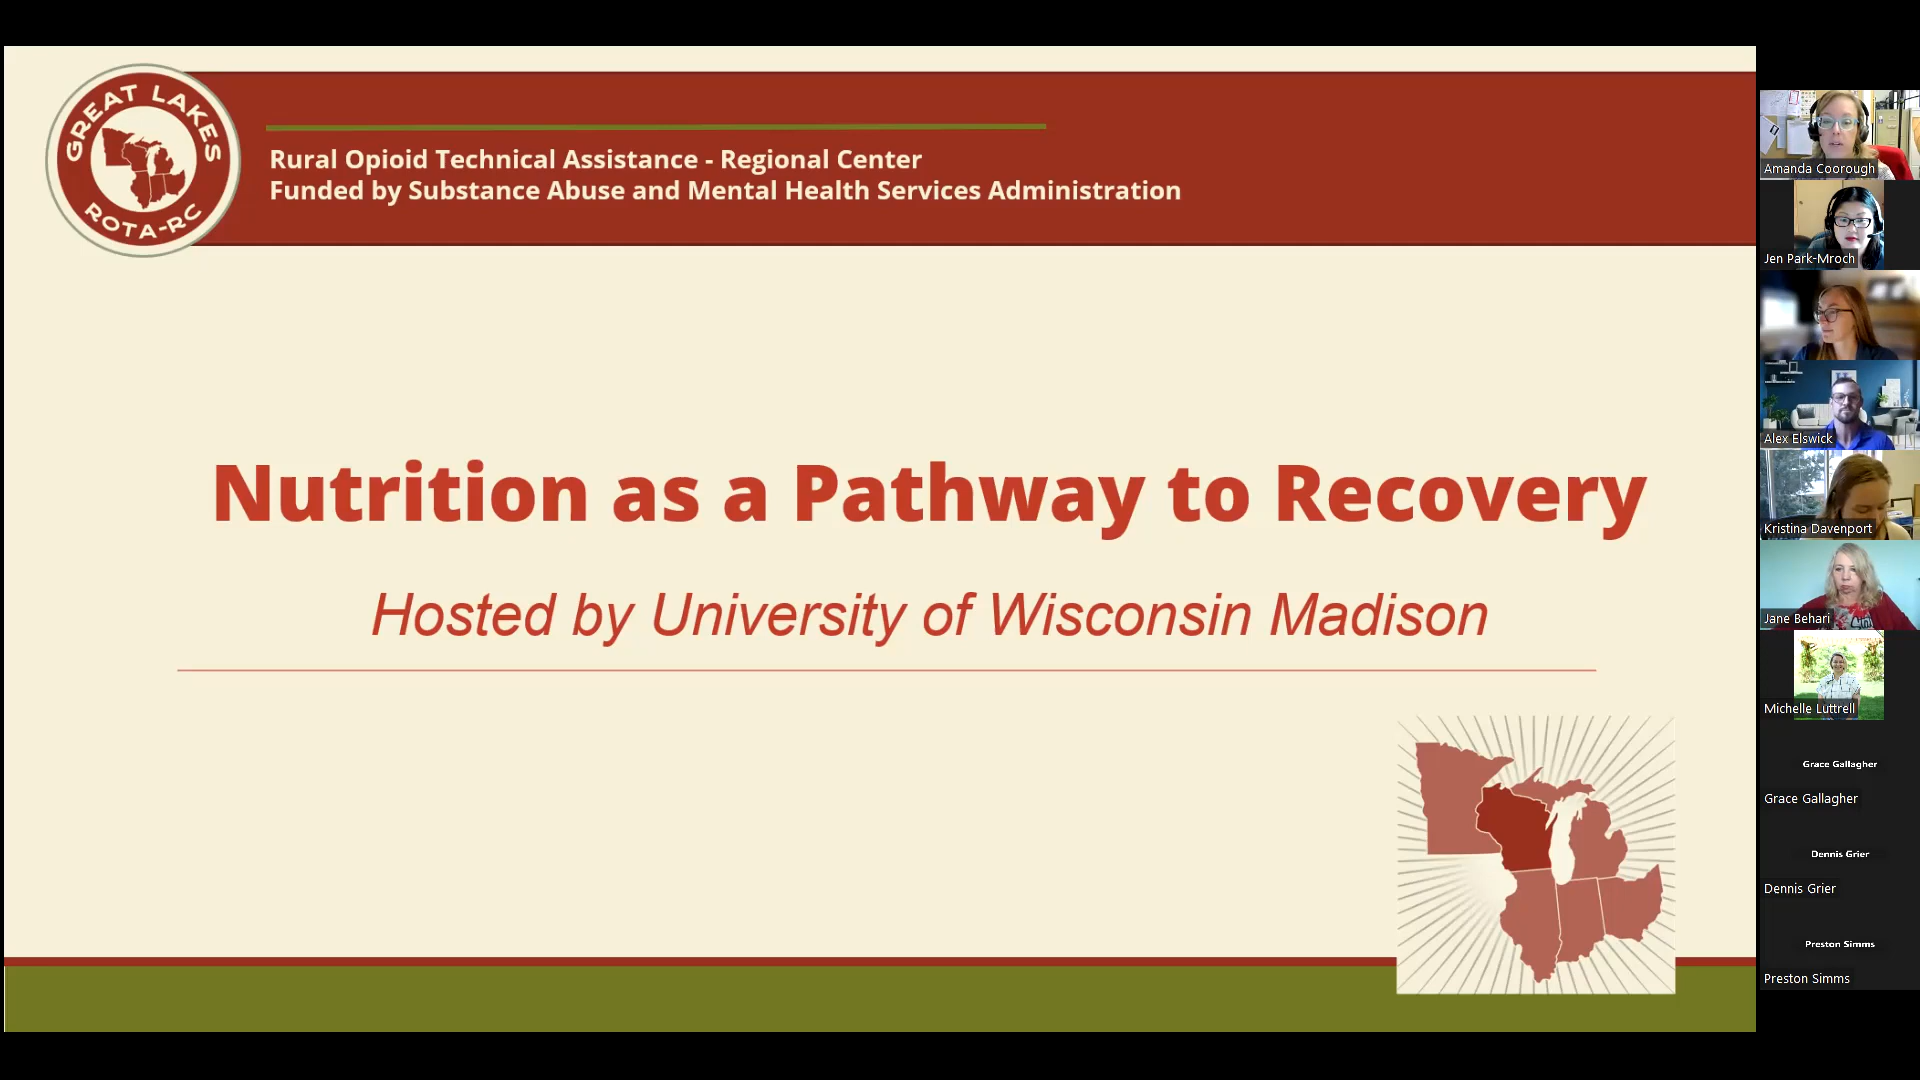 GREAT LAKES
ROTA-RC
Rural Opioid Technical Assistance - Regional Center
Funded by Substance Abuse and Mental Health Services Administration
Nutrition as a Pathway to Recovery
Hosted by University of Wisconsin Madison
Amanda Coorough
Jen Park-Mroch
Alex Elswick
Kristina Davenport
Jane Behari
Michelle Luttrell
Grace Gallagher
Grace Gallagher
Dennis Grier
Dennis Grier
Preston Simms
Preston Simms